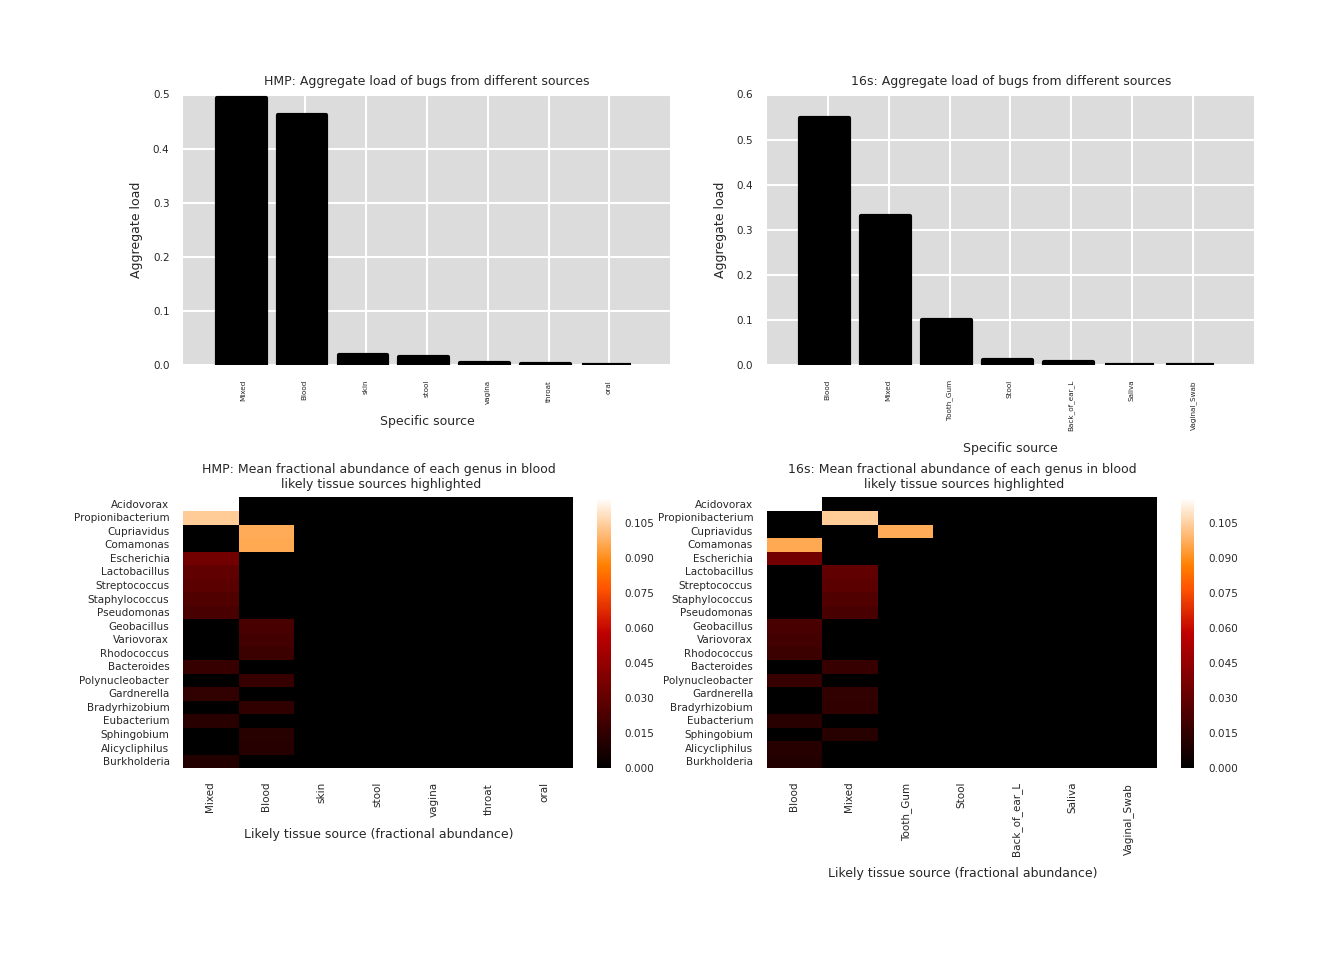 HMP: Aggregate load of bugs from different sources
0.5
0.4
0.3
0.2
0.1
0.0
Aggregate load
Mixed
Blood
skin
stool
vagina
throat
oral
Specific source
16s: Aggregate load of bugs from different sources
0.6
0.5
0.4
0.3
0.2
0.1
0.0
Aggregate load
Blood
Mixed
Tooth_Gum
Stool
Back_of_ear_L
Saliva
Vaginal_Swab
Specific source
HMP: Mean fractional abundance of each genus in blood
likely tissue sources highlighted
Acidovorax
Propionibacterium
Cupriavidus
Comamonas
Escherichia
Lactobacillus
Streptococcus
Staphylococcus
Pseudomonas
Geobacillus
Variovorax
Rhodococcus
Bacteroides
Polynucleobacter
Gardnerella
Bradyrhizobium
Eubacterium
Sphingobium
Alicycliphilus
Burkholderia
Mixed
Blood
skin
stool
vagina
throat
oral
Likely tissue source (fractional abundance)
0.105
0.090
0.075
0.060
0.045
0.030
0.015
0.000
16s: Mean fractional abundance of each genus in blood
likely tissue sources highlighted
Acidovorax
Propionibacterium
Cupriavidus
Comamonas
Escherichia
Lactobacillus
Streptococcus
Staphylococcus
Pseudomonas
Geobacillus
Variovorax
Rhodococcus
Bacteroides
Polynucleobacter
Gardnerella
Bradyrhizobium
Eubacterium
Sphingobium
Alicycliphilus
Burkholderia
Blood
Mixed
Tooth_Gum
Stool
Back_of_ear_L
Saliva
Vaginal_Swab
Likely tissue source (fractional abundance)
0.105
0.090
0.075
0.060
0.045
0.030
0.015
0.000